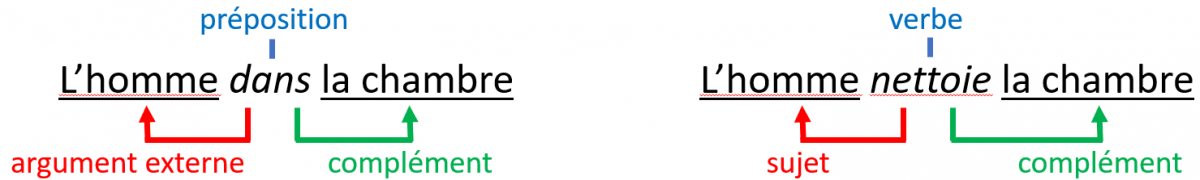 préposition
L'homme dans la chambre
argument externe complément
verbe
L'homme nettoie la chambre
sujet complément